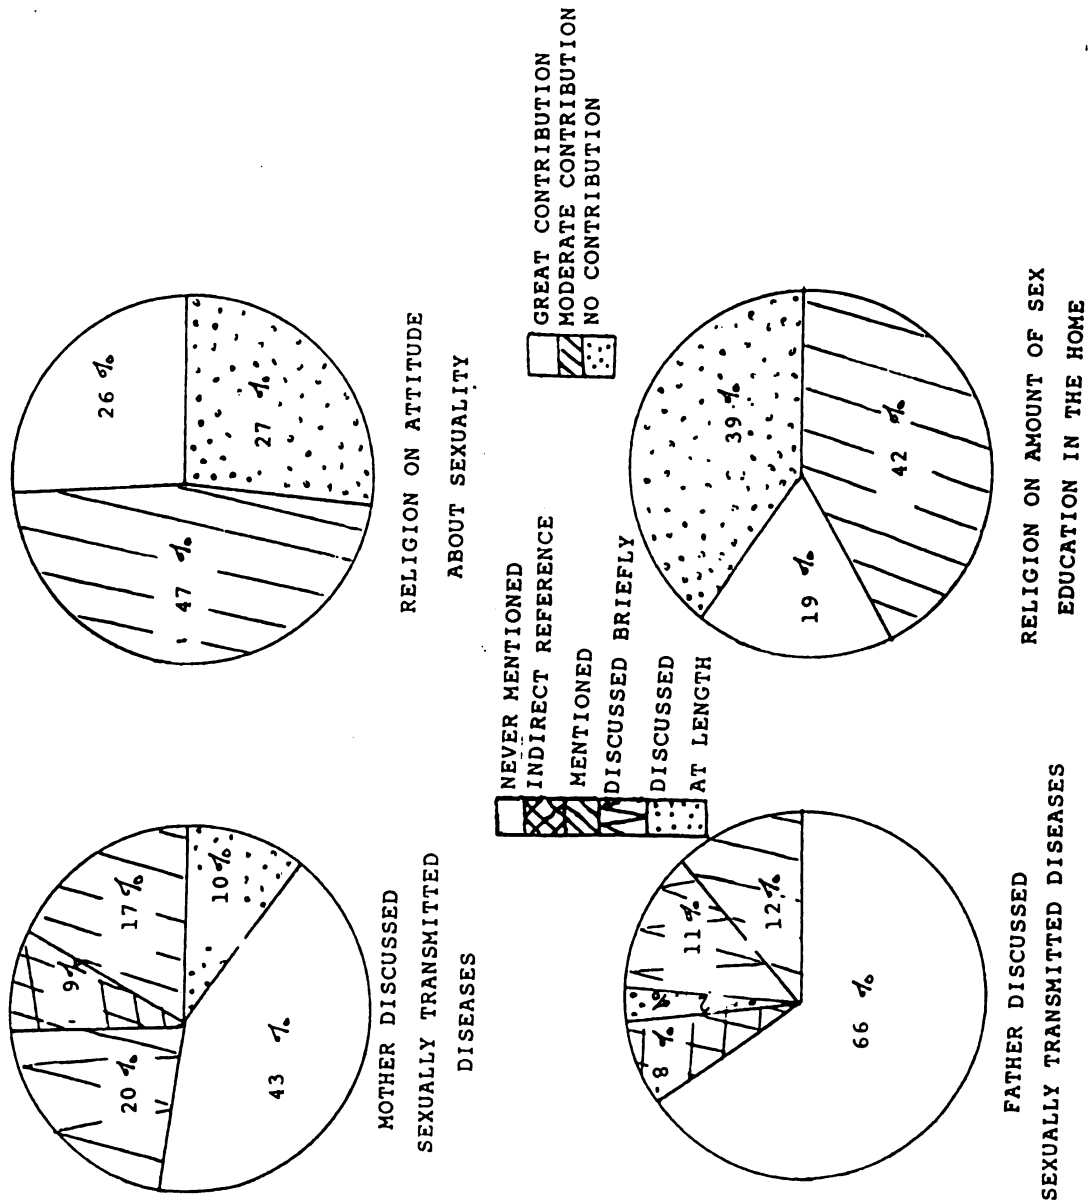 20 %
9 %
17 %
43 %
10 %
MOTHER DISCUSSED
SEXUALLY TRANSMITTED
DISEASES
47 %
26 %
27 %
RELIGION ON ATTITUDE
ABOUT SEXUALITY
NEVER MENTIONED
INDIRECT REFERENCE
MENTIONED
DISCUSSED BRIEFLY
DISCUSSED
AT LENGTH
GREAT CONTRIBUTION
MODERATE CONTRIBUTION
NO CONTRIBUTION
8 %
11 %
12 %
66 %
FATHER DISCUSSED
SEXUALLY TRANSMITTED DISEASES
39 %
19 %
42 %
RELIGION ON AMOUNT OF SEX
EDUCATION IN THE HOME